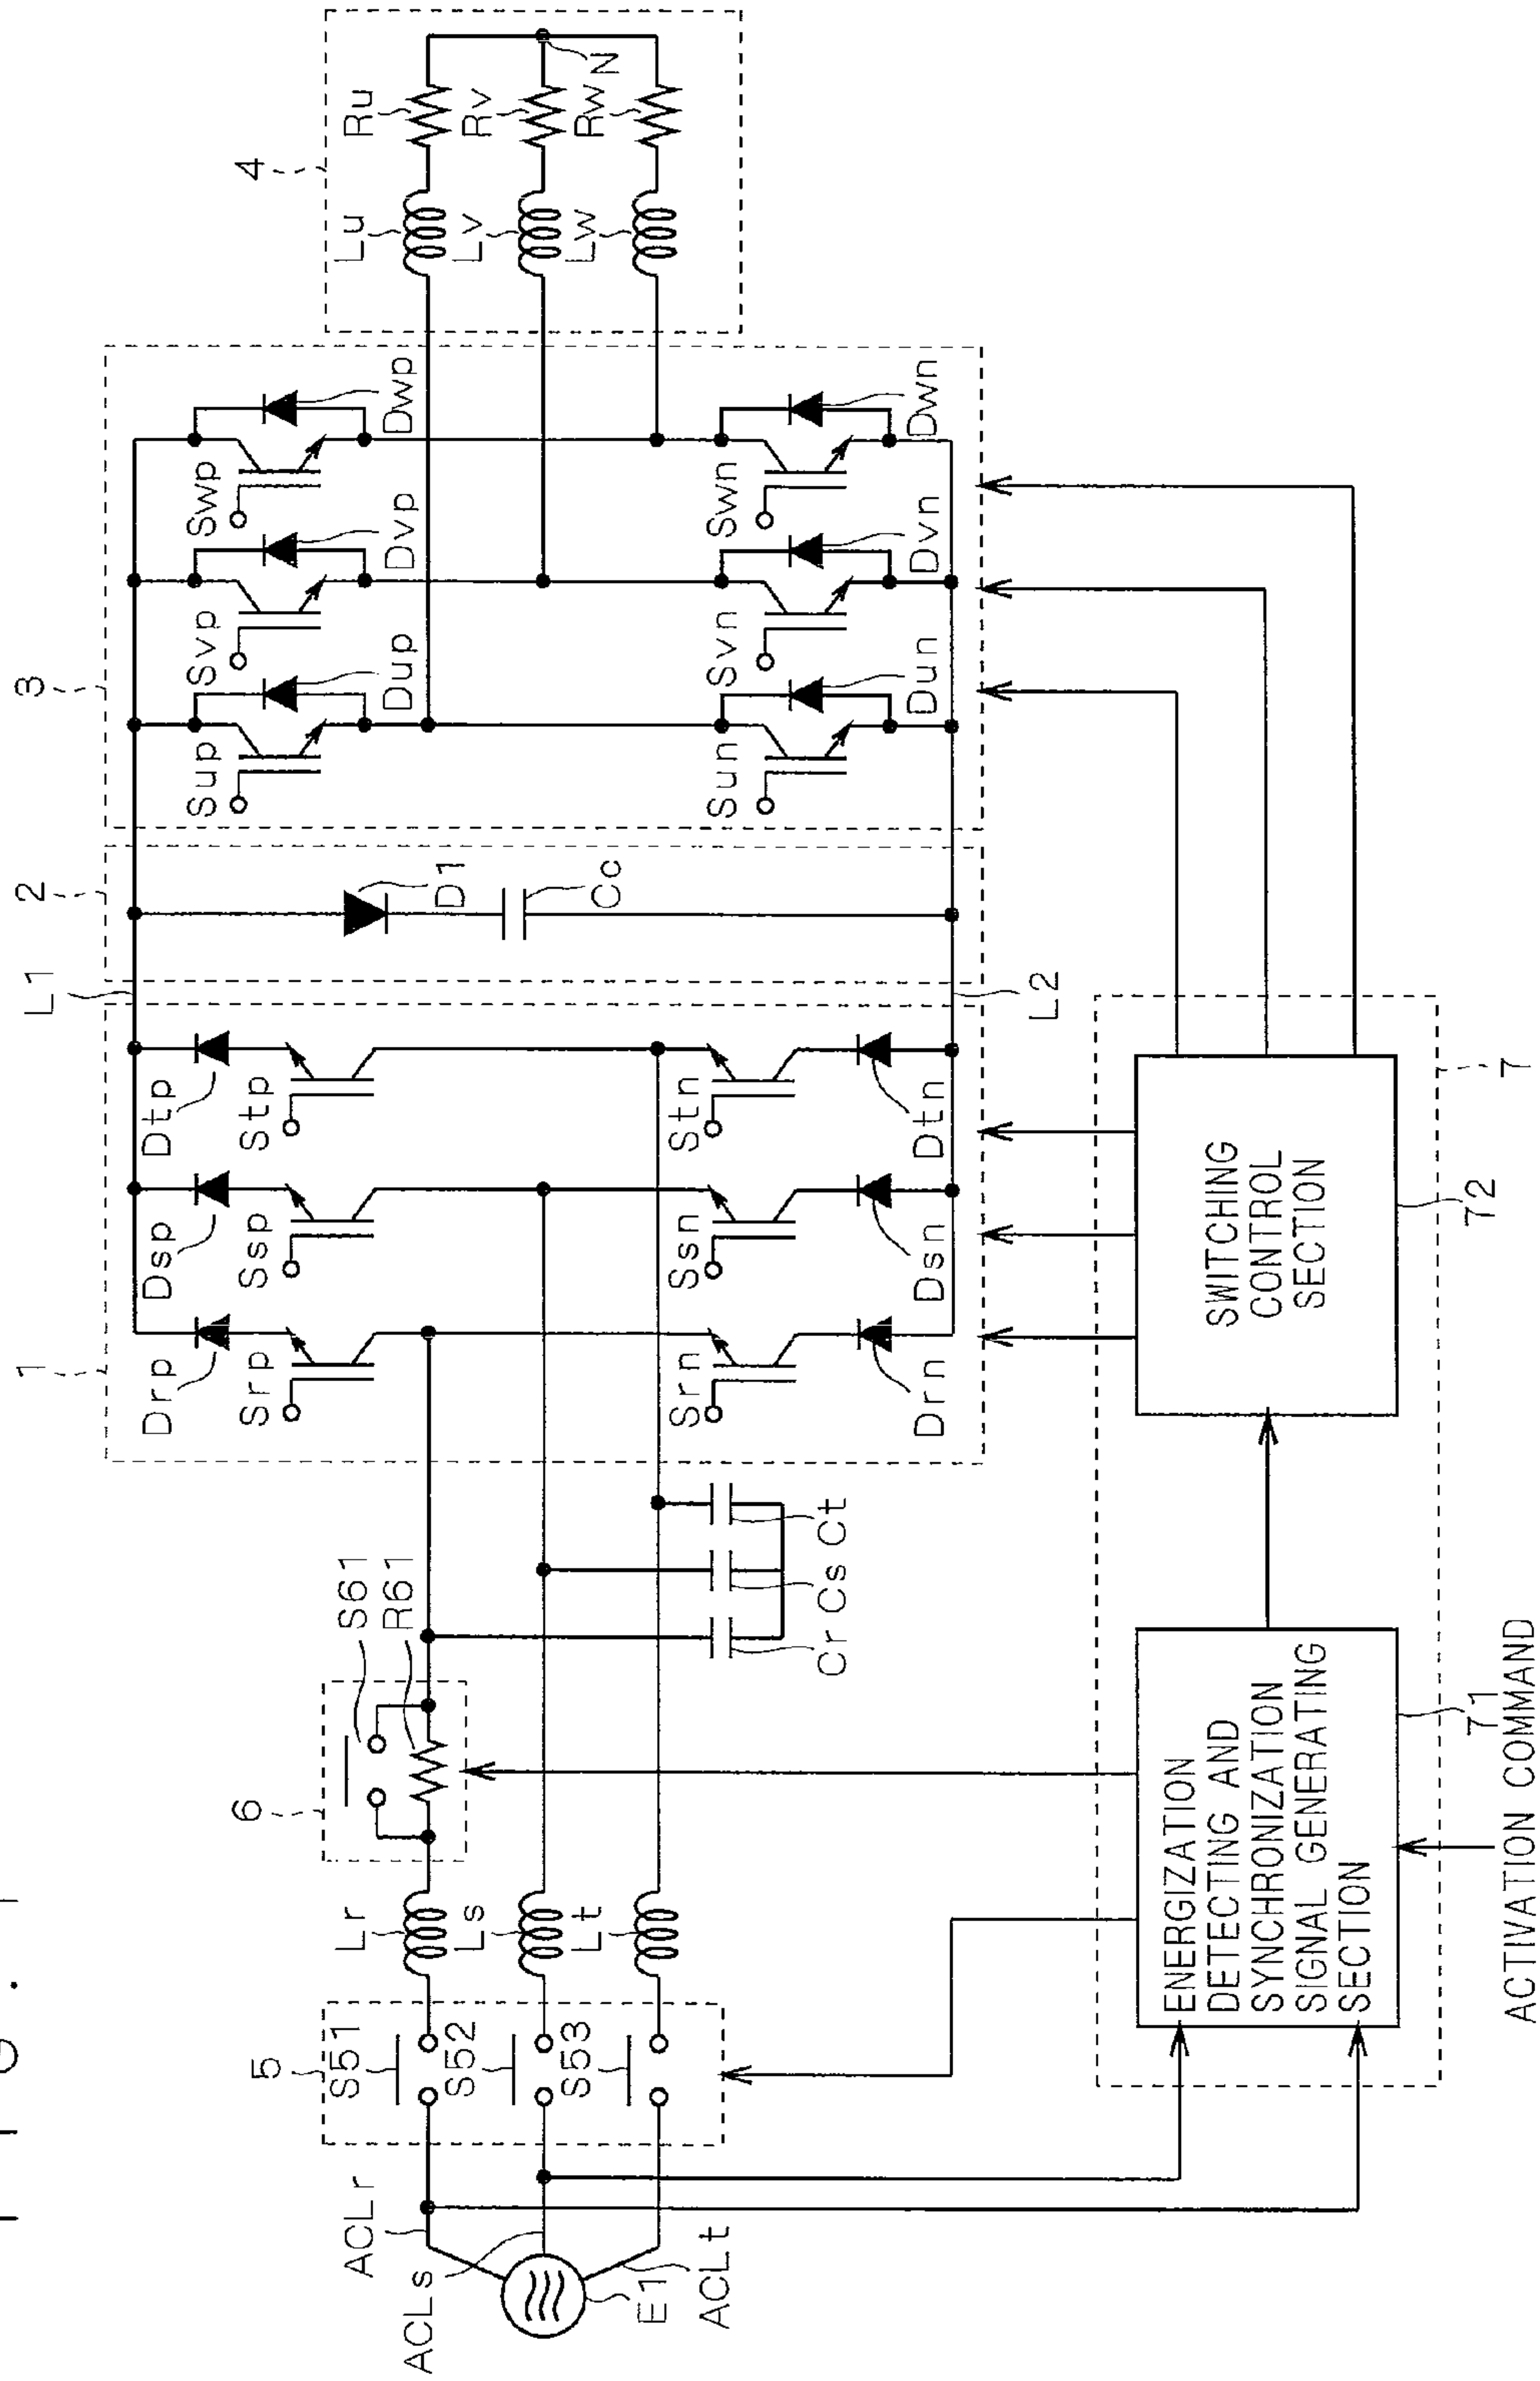 1
L1
2
3
Drp
Dsp
Dtp
Srp
Ssp
Stp
Sup
Svp
Swp
Dup
Dvp
Dwp
4
5
6
S61
R61
D1
Cc
ACLr
S51
Lr
Lu
Ru
ACLs
S52
Ls
Lv
Rv
S53
Lt
Lw
Rw
N
E1
ACLt
Srn
Ssn
Stn
Sun
Svn
Swn
Cr
Cs
Ct
Drn
Dsn
Dtn
Dun
Dvn
Dwn
L2
ENERGIZATION
DETECTING AND
SYNCHRONIZATION
SIGNAL GENERATING
SECTION
SWITCHING
CONTROL
SECTION
71
72
7
ACTIVATION COMMAND